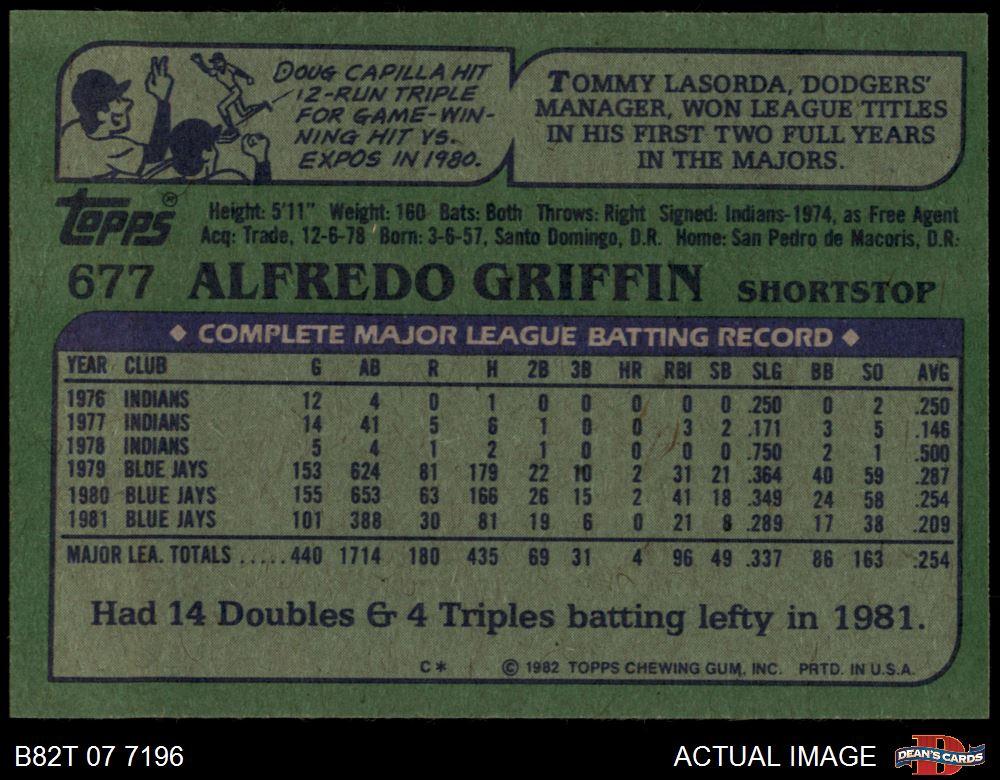 DOUG CAPILLA HIT
12-RUN TRIPLE
FOR GAME-WIN-
NING HIT VS.
EXPOS IN 1980.
TOMMY LASORDA, DODGERS'
MANAGER, WON LEAGUE TITLES
IN HIS FIRST TWO FULL YEARS
IN THE MAJORS.
TOPPS®
Height: 5'11" Weight: 160 Bats: Both Throws: Right Signed: Indians-1974, as Free Agent
Acq: Trade, 12-6-78 Born: 3-6-57, Santo Domingo, D.R. Home: San Pedro de Macoris, D.R.
677 ALFREDO GRIFFIN SHORTSTOP
◆ COMPLETE MAJOR LEAGUE BATTING RECORD ◆
YEAR CLUB G AB R H 2B 3B HR RBI SB SLG BB SO AVG
1976 INDIANS 12 4 0 1 0 0 0 0 0 .250 0 2 .250
1977 INDIANS 14 41 5 6 1 0 0 3 2 .171 3 5 .146
1978 INDIANS 5 4 1 2 1 0 0 0 0 .750 2 1 .500
1979 BLUE JAYS 153 624 81 179 22 10 2 31 21 .364 40 59 .287
1980 BLUE JAYS 155 653 63 166 26 15 2 41 18 .349 24 58 .254
1981 BLUE JAYS 101 388 30 81 19 6 0 21 8 .289 17 38 .209
MAJOR LEA. TOTALS ..... 440 1714 180 435 69 31 4 96 49 .337 86 163 .254
Had 14 Doubles & 4 Triples batting lefty in 1981.
C* © 1982 TOPPS CHEWING GUM, INC. PRTD. IN U.S.A.
B82T 07 7196
ACTUAL IMAGE
D
DEAN'S CARDS